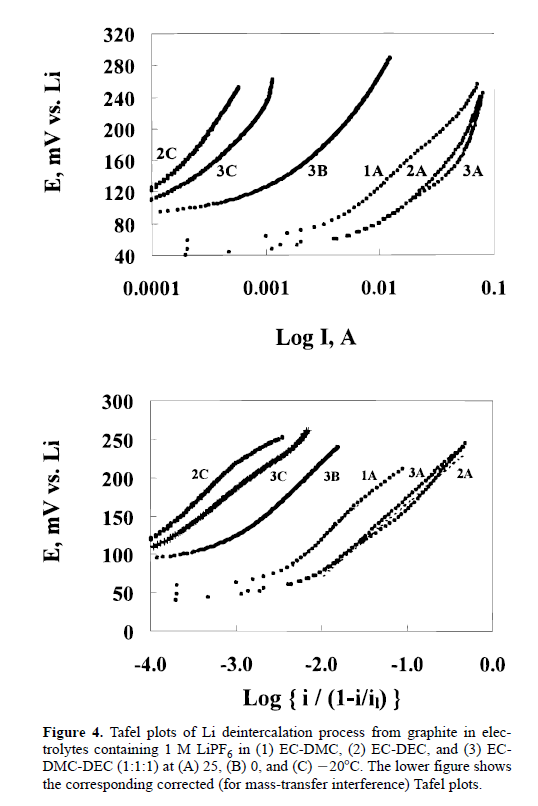 320
280
240
200
160
120
80
40
E, mV vs. Li
2C
3C
3B
1A
2A
3A
0.0001
0.001
0.01
0.1
Log I, A
300
250
200
150
100
50
0
E, mV vs. Li
2C
3C
3B
1A
3A
2A
-4.0
-3.0
-2.0
-1.0
0.0
Log { i / (1-i/iₗ) }
Figure 4. Tafel plots of Li deintercalation process from graphite in elec-
trolytes containing 1 M LiPF₆ in (1) EC-DMC, (2) EC-DEC, and (3) EC-
DMC-DEC (1:1:1) at (A) 25, (B) 0, and (C) −20°C. The lower figure shows
the corresponding corrected (for mass-transfer interference) Tafel plots.